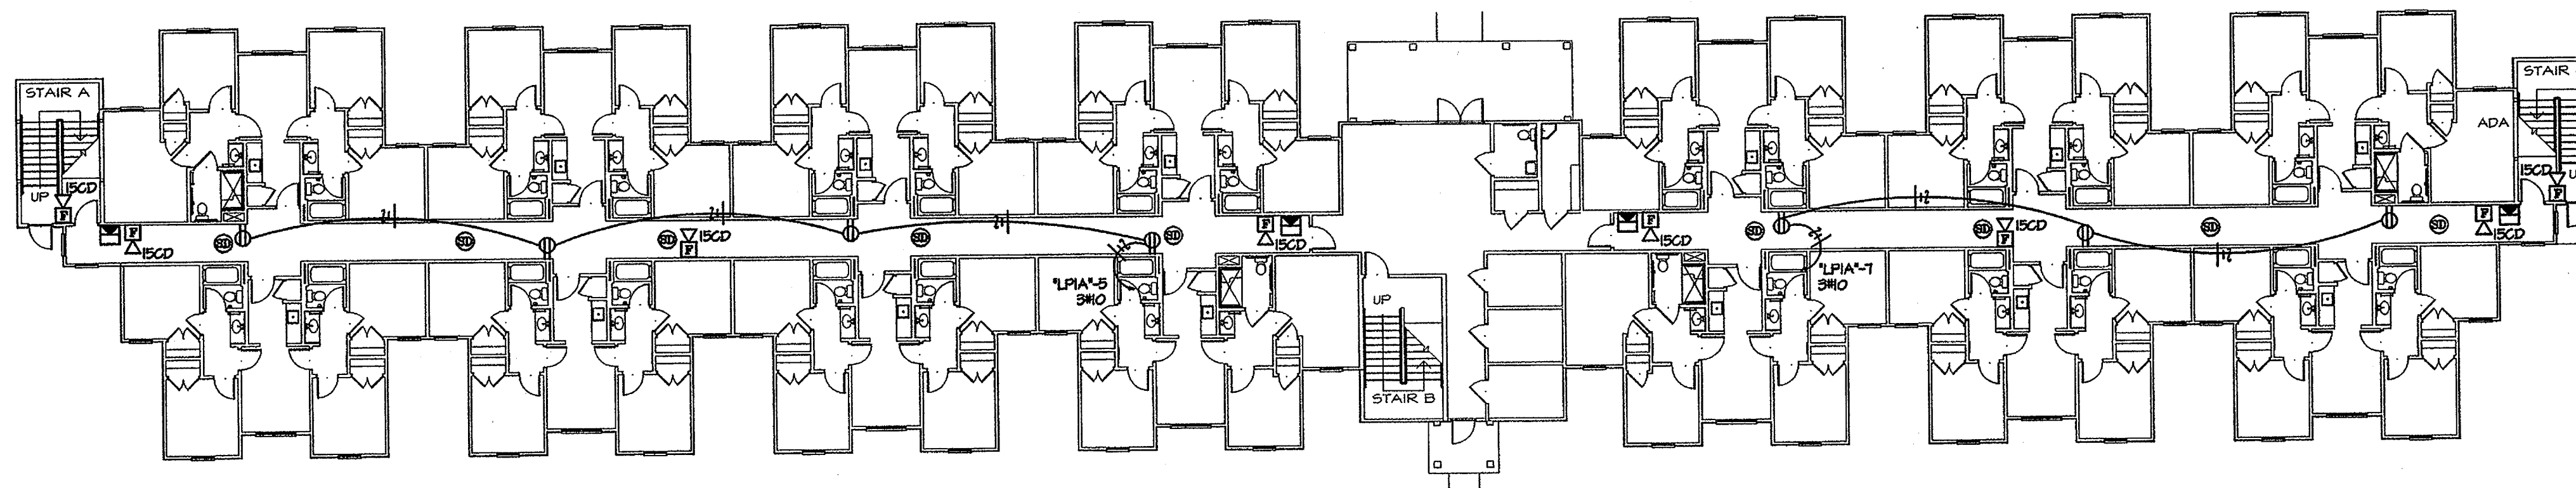 STAIR A
UP
15CD
F
F
15CD
SD
SD
SD
15CD
F
SD
SD
F
15CD
"LP1A"-5
3#10
UP
STAIR B
F
15CD
SD
"LP1A"-7
3#10
SD
15CD
F
SD
SD
ADA
F
15CD
STAIR
15CD
F
U